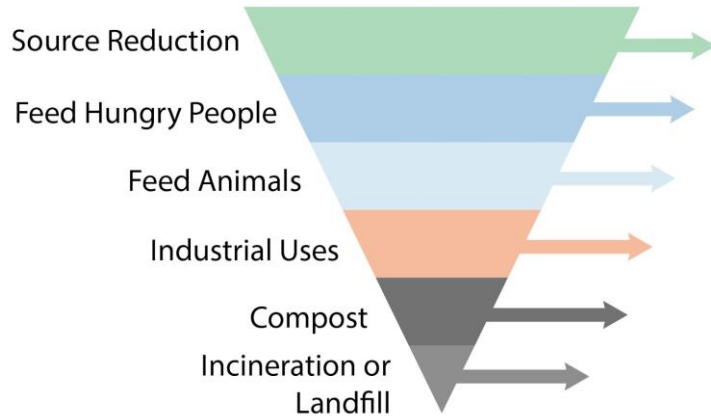 Source Reduction
Feed Hungry People
Feed Animals
Industrial Uses
Compost
Incineration or
Landfill